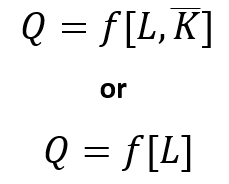 Q = f[L, K̅]
or
Q = f[L]